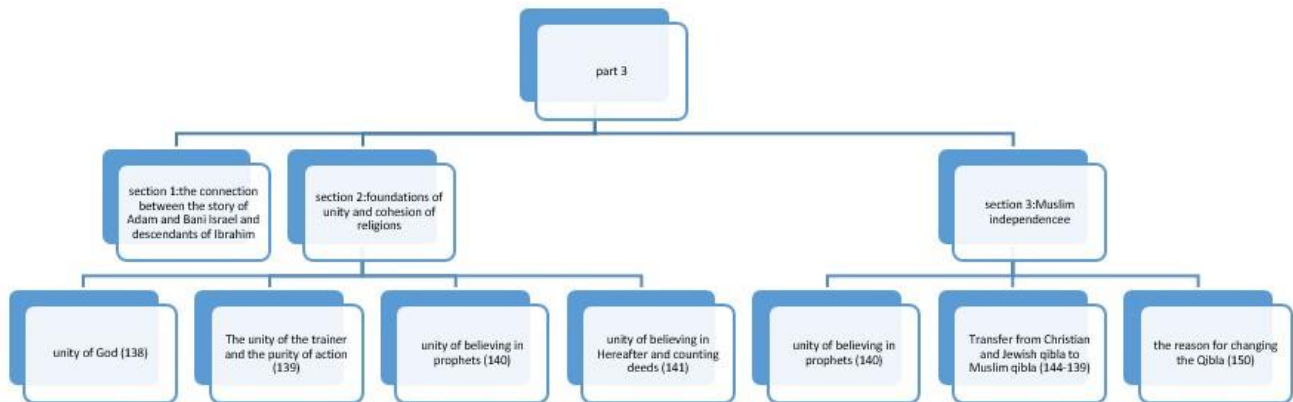 part 3
section 1:the connection
between the story of
Adam and Bani Israel and
descendants of Ibrahim
section 2:foundations of
unity and cohesion of
religions
section 3:Muslim
independencee
unity of God (138)
The unity of the trainer
and the purity of action
(139)
unity of believing in
prophets (140)
unity of believing in
Hereafter and counting
deeds (141)
unity of believing in
prophets (140)
Transfer from Christian
and Jewish qibla to
Muslim qibla (144-139)
the reason for changing
the Qibla (150)